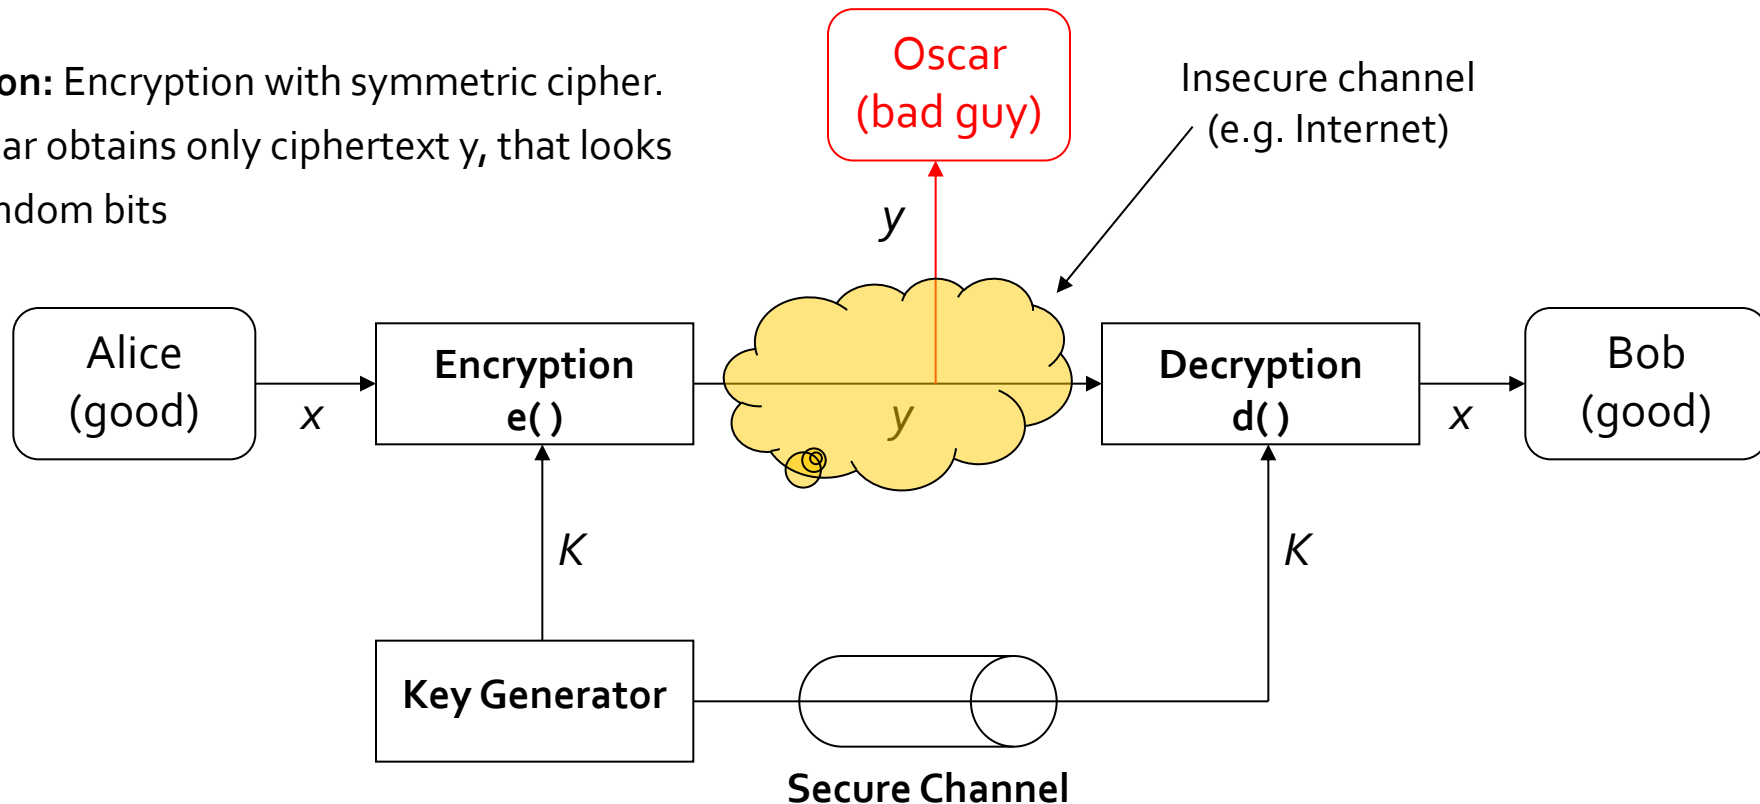 on: Encryption with symmetric cipher.
ar obtains only ciphertext y, that looks
ndom bits
Oscar
(bad guy)
Insecure channel
(e.g. Internet)
y
Alice
(good)
x
Encryption
e( )
y
Decryption
d( )
x
Bob
(good)
K
K
Key Generator
Secure Channel